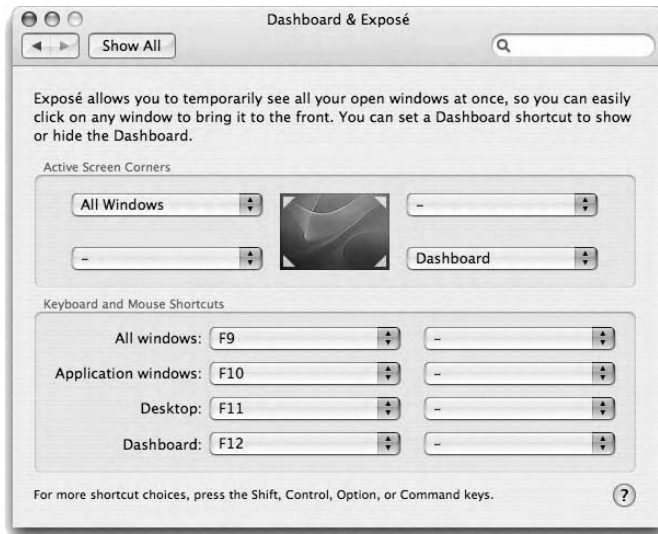 Dashboard & Exposé
Show All
Exposé allows you to temporarily see all your open windows at once, so you can easily
click on any window to bring it to the front. You can set a Dashboard shortcut to show
or hide the Dashboard.
Active Screen Corners
All Windows -
- Dashboard
Keyboard and Mouse Shortcuts
All windows: F9 -
Application windows: F10 -
Desktop: F11 -
Dashboard: F12 -
For more shortcut choices, press the Shift, Control, Option, or Command keys. ?